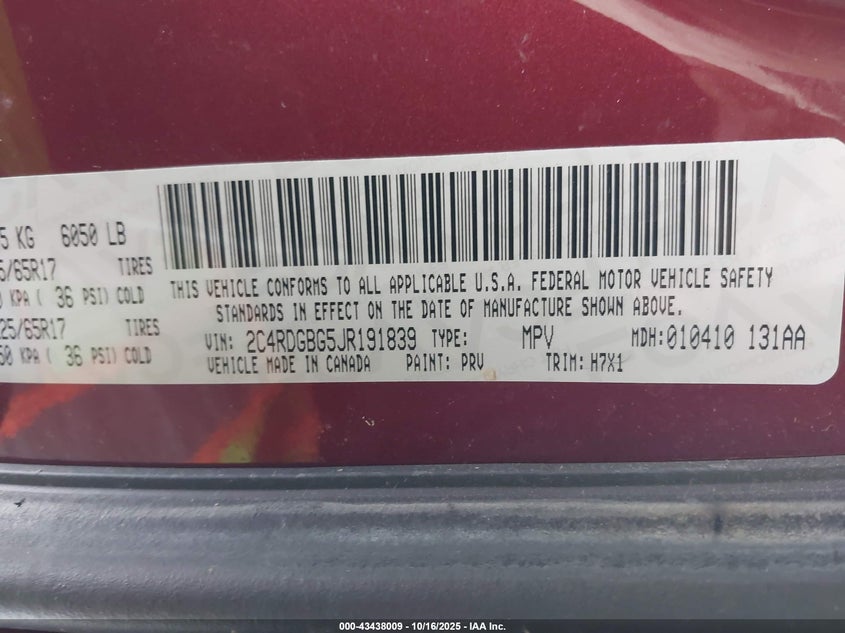 5 KG 6050 LB
5/65R17 TIRES
0 KPA ( 36 PSI) COLD
25/65R17 TIRES
50 KPA ( 36 PSI) COLD
THIS VEHICLE CONFORMS TO ALL APPLICABLE U.S.A. FEDERAL MOTOR VEHICLE SAFETY
STANDARDS IN EFFECT ON THE DATE OF MANUFACTURE SHOWN ABOVE.
VIN: 2C4RDGBG5JR191839 TYPE: MPV MDH:010410 131AA
VEHICLE MADE IN CANADA PAINT: PRV TRIM: H7X1
000-43438009 - 10/16/2025 - IAA Inc.